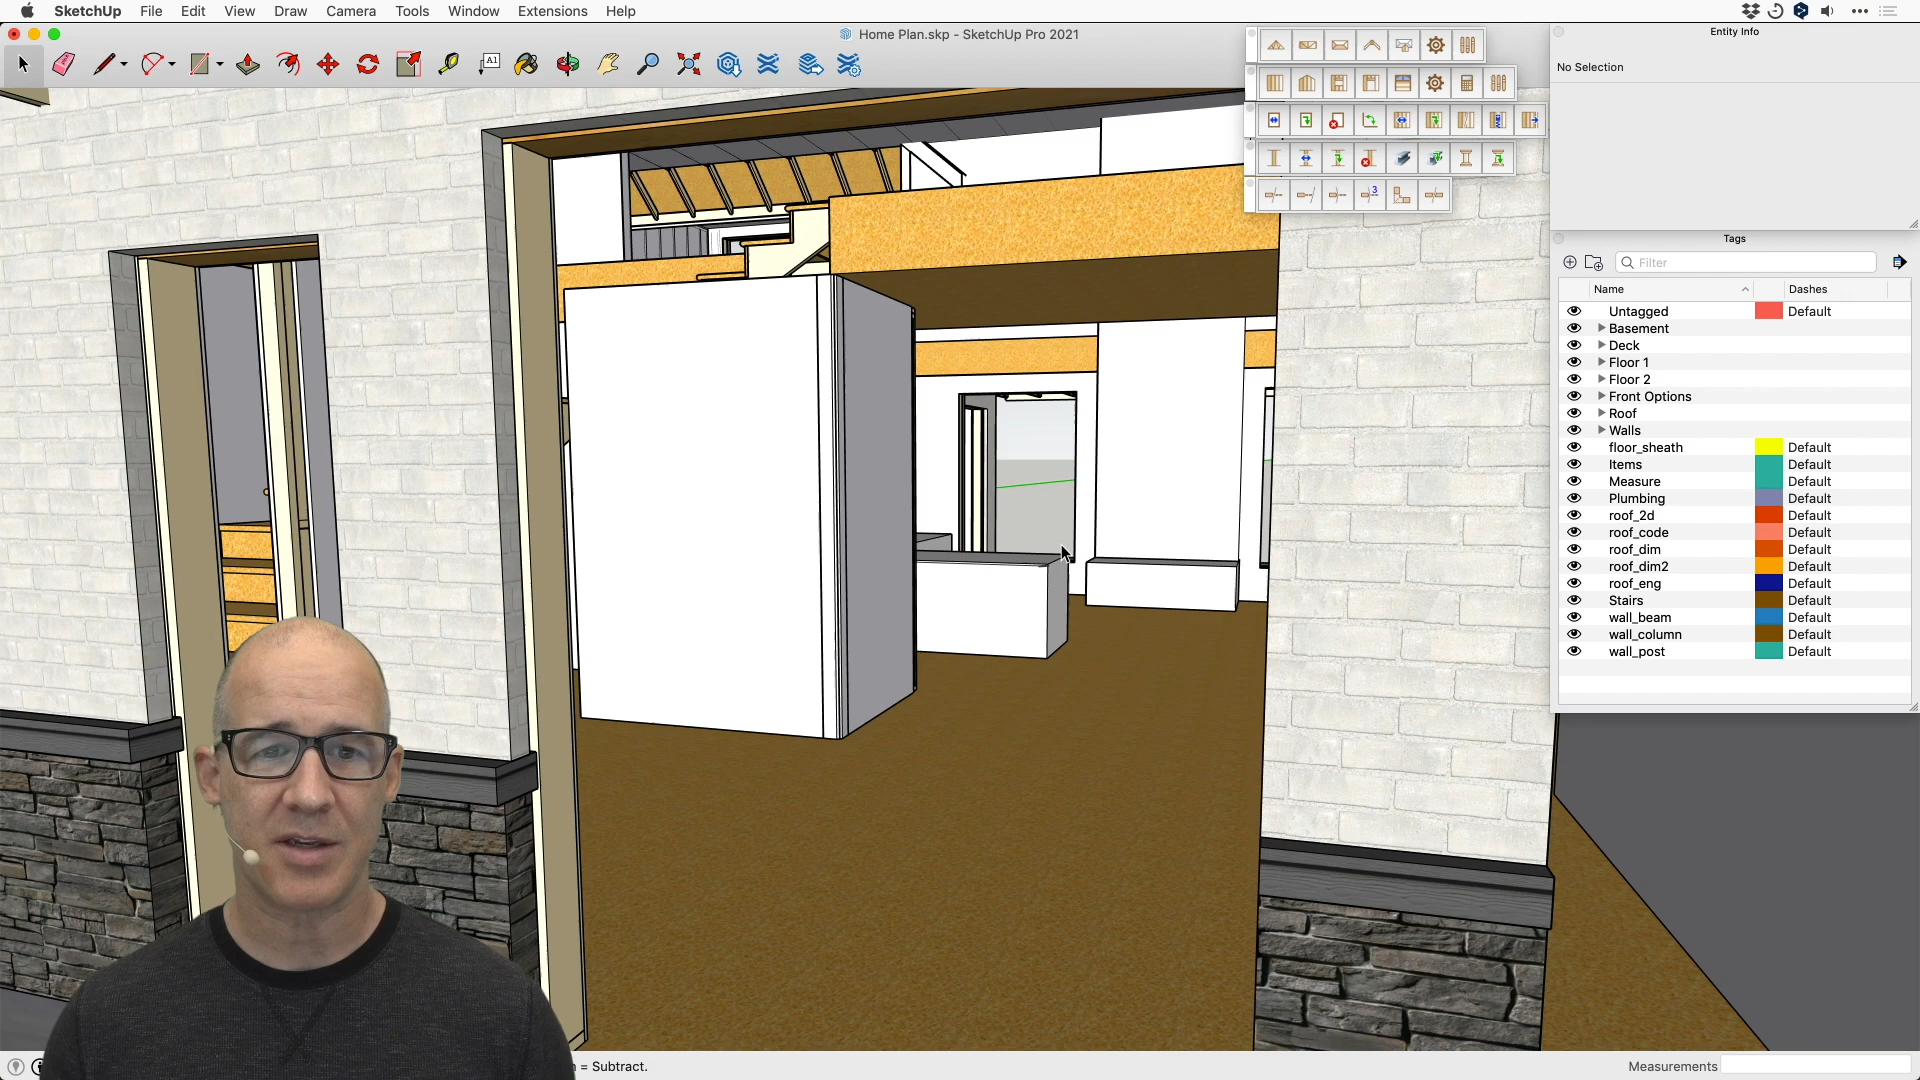 SketchUp File Edit View Draw Camera Tools Window Extensions Help
Home Plan.skp - SketchUp Pro 2021
A1
3
Entity Info
No Selection
Tags
Filter
Name Dashes
Untagged Default
Basement
Deck
Floor 1
Floor 2
Front Options
Roof
Walls
floor_sheath Default
Items Default
Measure Default
Plumbing Default
roof_2d Default
roof_code Default
roof_dim Default
roof_dim2 Default
roof_eng Default
Stairs Default
wall_beam Default
wall_column Default
wall_post Default
= Subtract.
Measurements